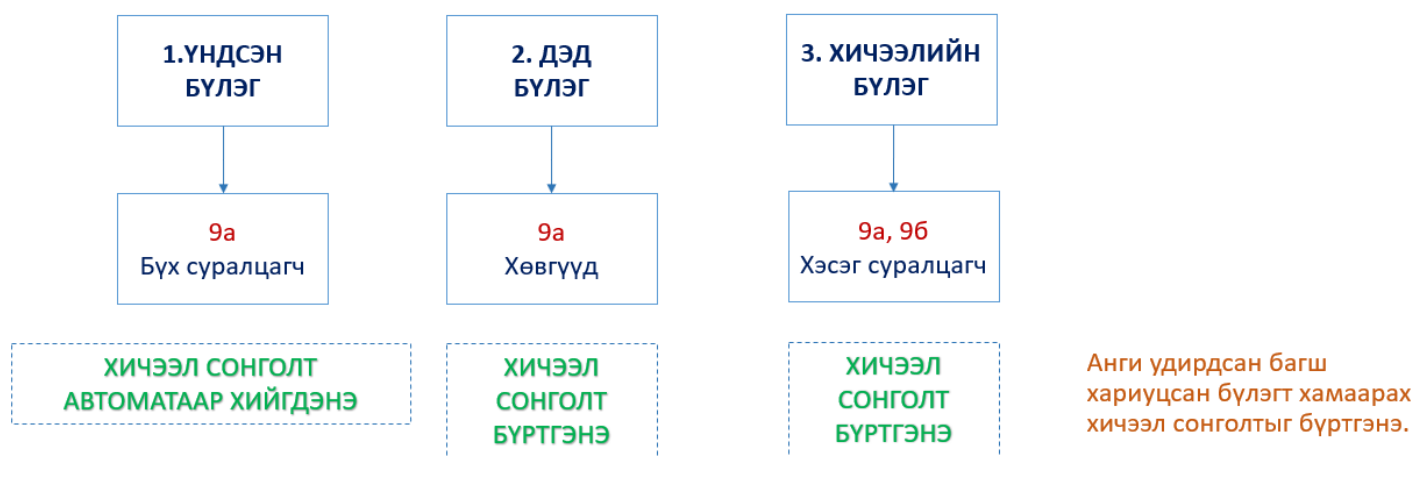 1.ҮНДСЭН
БҮЛЭГ
2. ДЭД
БҮЛЭГ
3. ХИЧЭЭЛИЙН
БҮЛЭГ
9а
Бүх суралцагч
9а
Хөвгүүд
9а, 9б
Хэсэг суралцагч
ХИЧЭЭЛ СОНГОЛТ
АВТОМАТААР ХИЙГДЭНЭ
ХИЧЭЭЛ
СОНГОЛТ
БҮРТГЭНЭ
ХИЧЭЭЛ
СОНГОЛТ
БҮРТГЭНЭ
Анги удирдсан багш
хариуцсан бүлэгт хамаарах
хичээл сонголтыг бүртгэнэ.